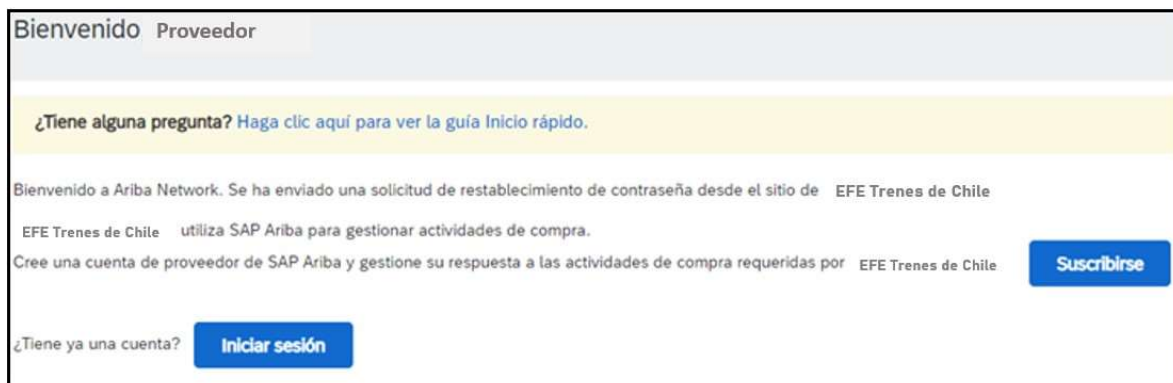 Bienvenido Proveedor
¿Tiene alguna pregunta? Haga clic aquí para ver la guía Inicio rápido.
Bienvenido a Ariba Network. Se ha enviado una solicitud de restablecimiento de contraseña desde el sitio de EFE Trenes de Chile
EFE Trenes de Chile utiliza SAP Ariba para gestionar actividades de compra.
Cree una cuenta de proveedor de SAP Ariba y gestione su respuesta a las actividades de compra requeridas por EFE Trenes de Chile Suscribirse
¿Tiene ya una cuenta? Iniciar sesión